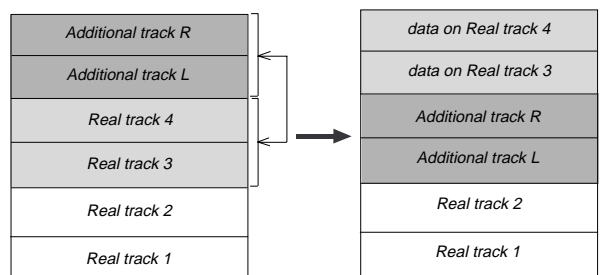 Additional track R
Additional track L
Real track 4
Real track 3
Real track 2
Real track 1
data on Real track 4
data on Real track 3
Additional track R
Additional track L
Real track 2
Real track 1